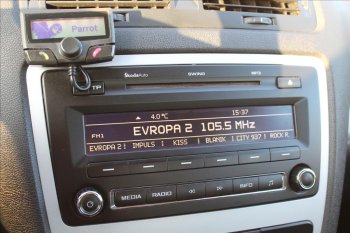 Parrot
ŠkodaAuto SWING MP3
TP
4.0°C 15:37
EVROPA 2 105.5 MHz
FM1
EVROPA 2 IMPULS KISS BLANIK CITY 937 ROCK R.
MEDIA RADIO INFO